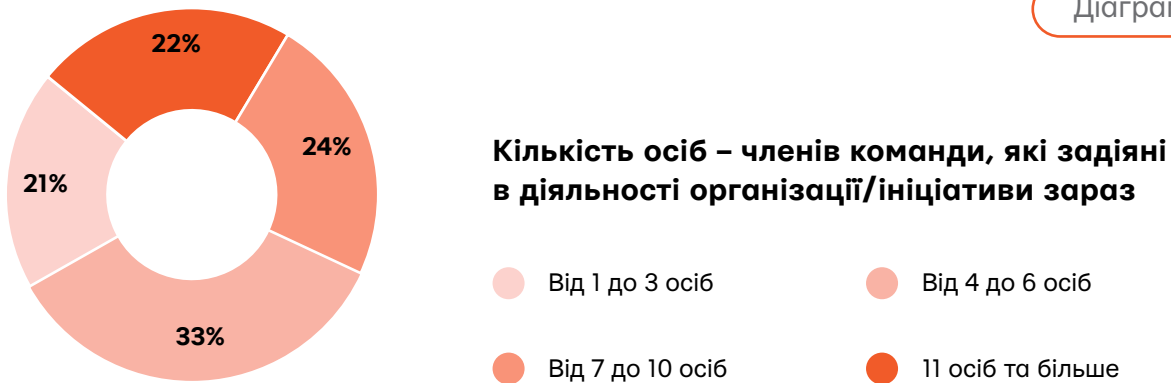 22%
24%
21%
33%
Кількість осіб – членів команди, які задіяні
в діяльності організації/ініціативи зараз
Від 1 до 3 осіб
Від 4 до 6 осіб
Від 7 до 10 осіб
11 осіб та більше